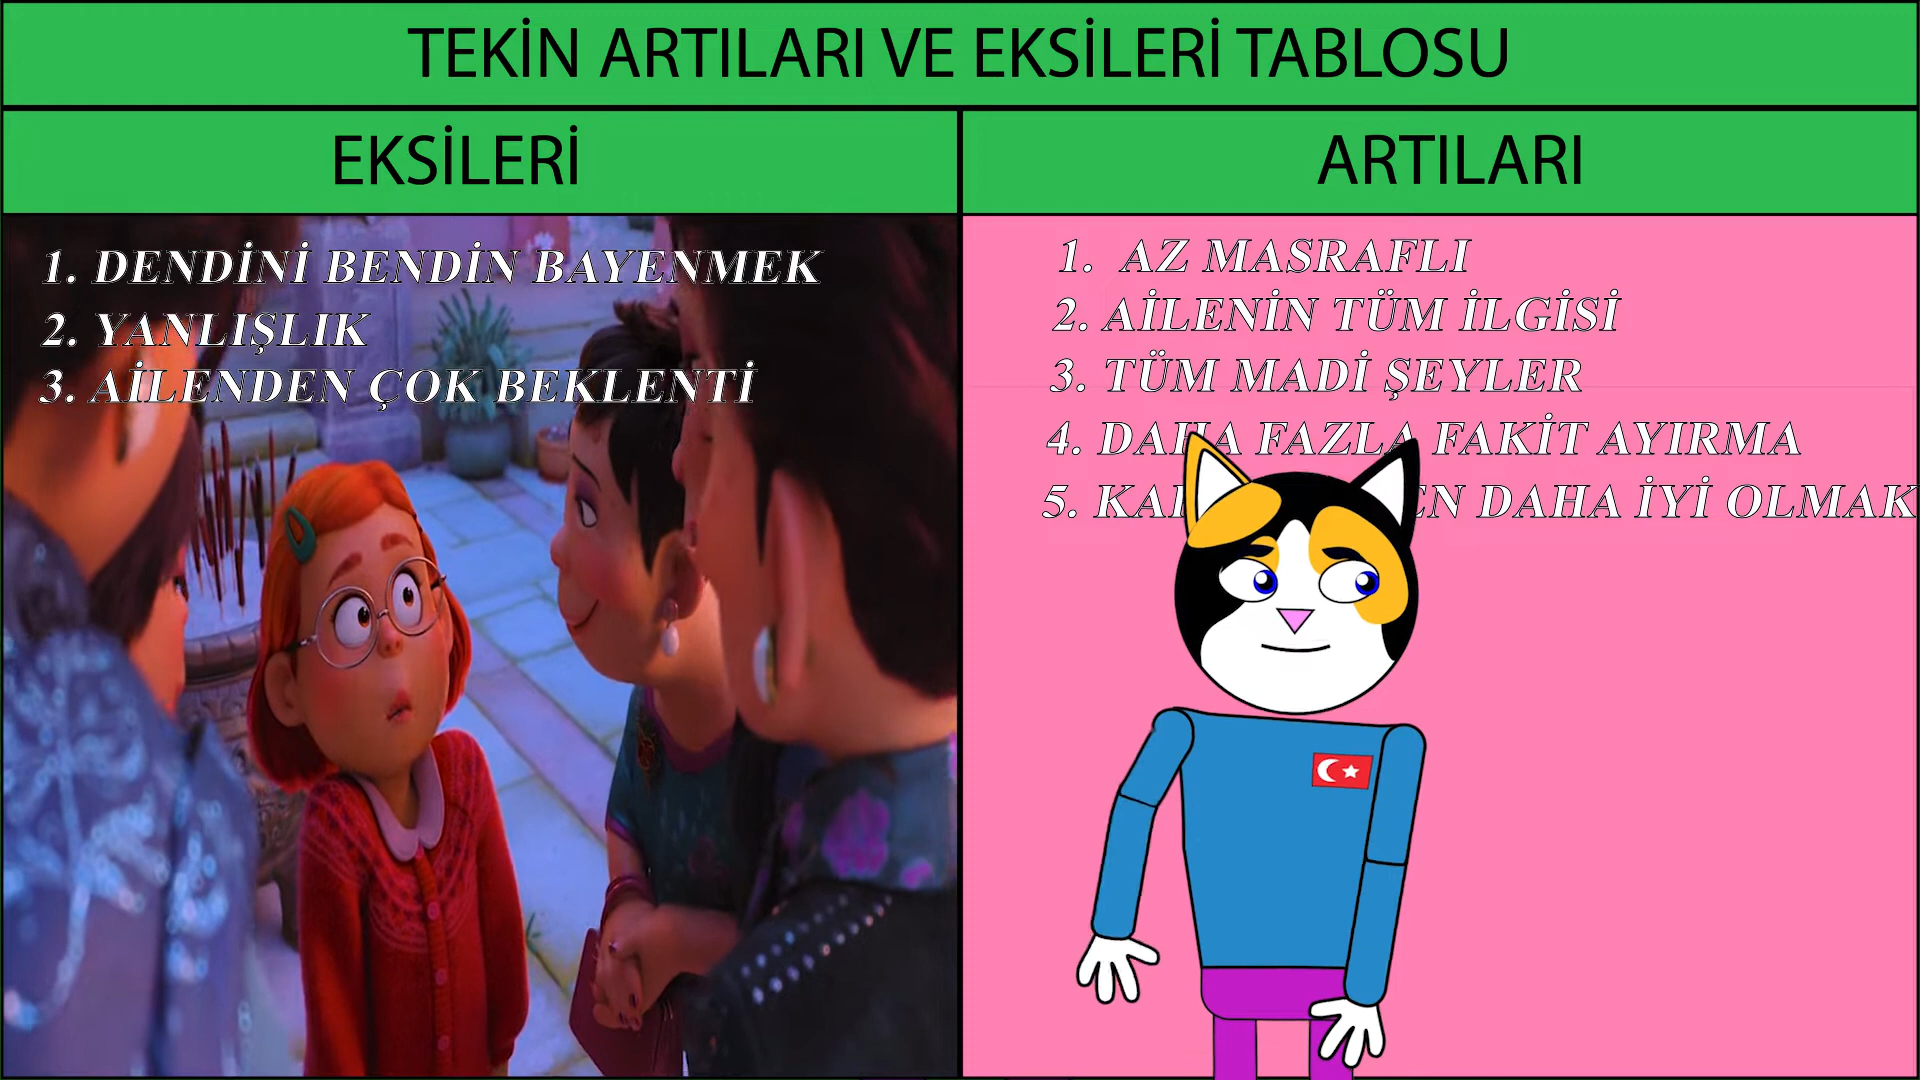 TEKİN ARTILARI VE EKSİLERİ TABLOSU
EKSİLERİ
1. DENDİNİ BENDİN BAYENMEK
2. YANLIŞLIK
3. AİLENDEN ÇOK BEKLENTİ
ARTILARI
1. AZ MASRAFLI
2. AİLENİN TÜM İLGİSİ
3. TÜM MADİ ŞEYLER
4. DAHA FAZLA FAKİT AYIRMA
5. DAHA İYİ OLMAK